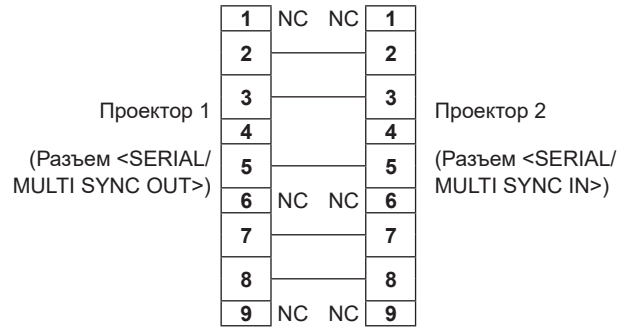 1 NC NC 1
2 2
3 3
Проектор 1
Проектор 2
4 4
(Разъем <SERIAL/
MULTI SYNC OUT>)
5 5
(Разъем <SERIAL/
MULTI SYNC IN>)
6 NC NC 6
7 7
8 8
9 NC NC 9